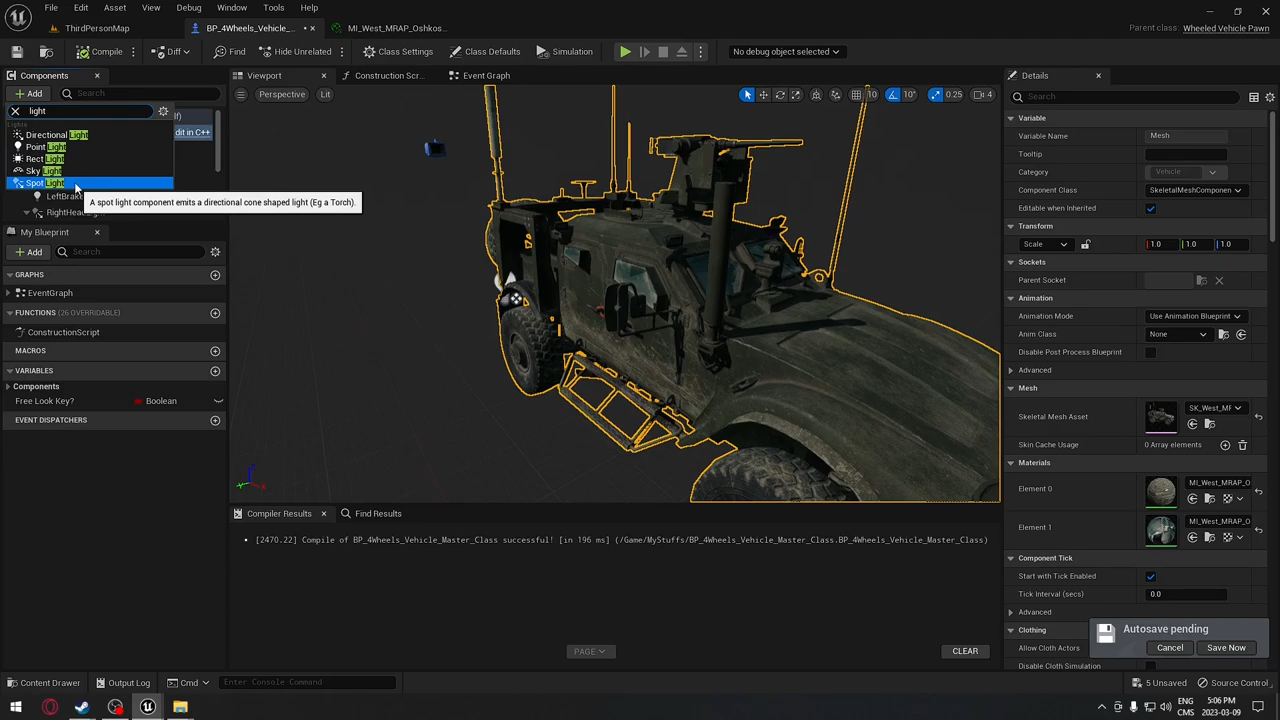 File Edit Asset View Debug Window Tools Help
ThirdPersonMap BP_4Wheels_Vehicle_... MI_West_MRAP_Oshkos... Parent class: Wheeled Vehicle Pawn
Compile Diff Find Hide Unrelated Class Settings Class Defaults Simulation No debug object selected
Components Viewport Construction Scr... Event Graph Details
Add Search Perspective Lit 10 10° 0.25 4 Search
light
Lights
Directional Light
Point Light
Rect Light
Sky Light
Spot Light
dit in C++
LeftBrake
A spot light component emits a directional cone shaped light (Eg a Torch).
My Blueprint
Add Search
GRAPHS
EventGraph
FUNCTIONS (26 OVERRIDABLE)
ConstructionScript
MACROS
VARIABLES
Components
Free Look Key? Boolean
EVENT DISPATCHERS
Variable
Variable Name Mesh
Tooltip
Category Vehicle
Component Class SkeletalMeshComponen
Editable when Inherited
Transform
Scale 1.0 1.0 1.0
Sockets
Parent Socket
Animation
Animation Mode Use Animation Blueprint
Anim Class None
Disable Post Process Blueprint
Advanced
Mesh
Skeletal Mesh Asset SK_West_MF
Skin Cache Usage 0 Array elements
Materials
Element 0 MI_West_MRAP_O
Element 1 MI_West_MRAP_O
Component Tick
Start with Tick Enabled
Tick Interval (secs) 0.0
Advanced
Clothing
Allow Cloth Actors
Disable Cloth Simulation
Autosave pending
Cancel Save Now
Compiler Results Find Results
[2470.22] Compile of BP_4Wheels_Vehicle_Master_Class successful! [in 196 ms] (/Game/MyStuffs/BP_4Wheels_Vehicle_Master_Class.BP_4Wheels_Vehicle_Master_Class)
PAGE CLEAR
Content Drawer Output Log Cmd Enter Console Command 5 Unsaved Source Control
ENG
CMS
5:06 PM
2023-03-09